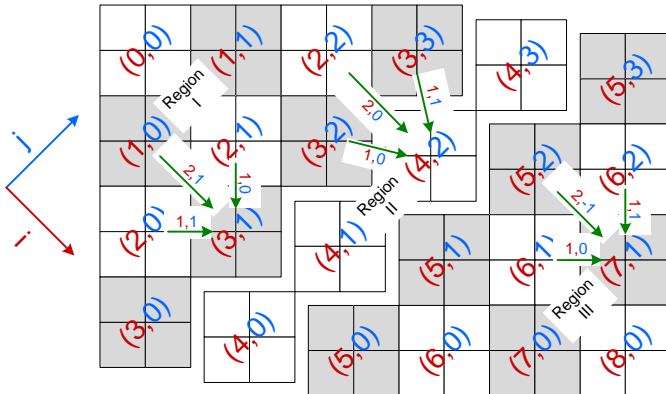 (0,0) (1,1) (2,2) (3,3)
(4,3)
(5,3)
Region
I
j
(1,0) (2,1) (3,2) (4,2)
2,0
1,1
1,0
(5,2) (6,2)
2,1
1,0
1,1
Region
II
2,-1
1,1
1,0
i
(2,0) (3,1) (4,1) (5,1) (6,1) (7,1)
Region
III
(3,0) (4,0) (5,0) (6,0) (7,0) (8,0)